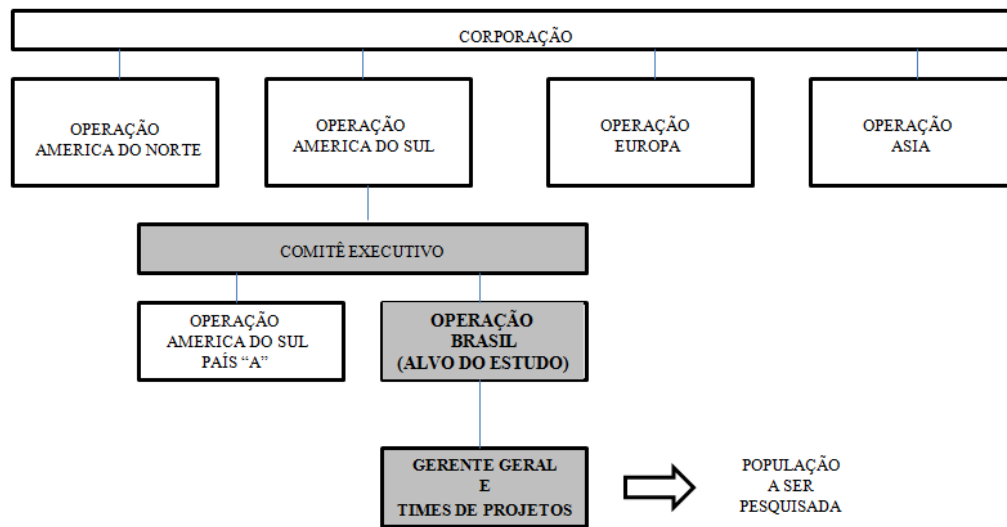 CORPORAÇÃO
OPERAÇÃO
AMERICA DO NORTE
OPERAÇÃO
AMERICA DO SUL
OPERAÇÃO
EUROPA
OPERAÇÃO
ASIA
COMITÊ EXECUTIVO
OPERAÇÃO
AMERICA DO SUL
PAÍS “A”
OPERAÇÃO
BRASIL
(ALVO DO ESTUDO)
GERENTE GERAL
E
TIMES DE PROJETOS
POPULAÇÃO
A SER
PESQUISADA